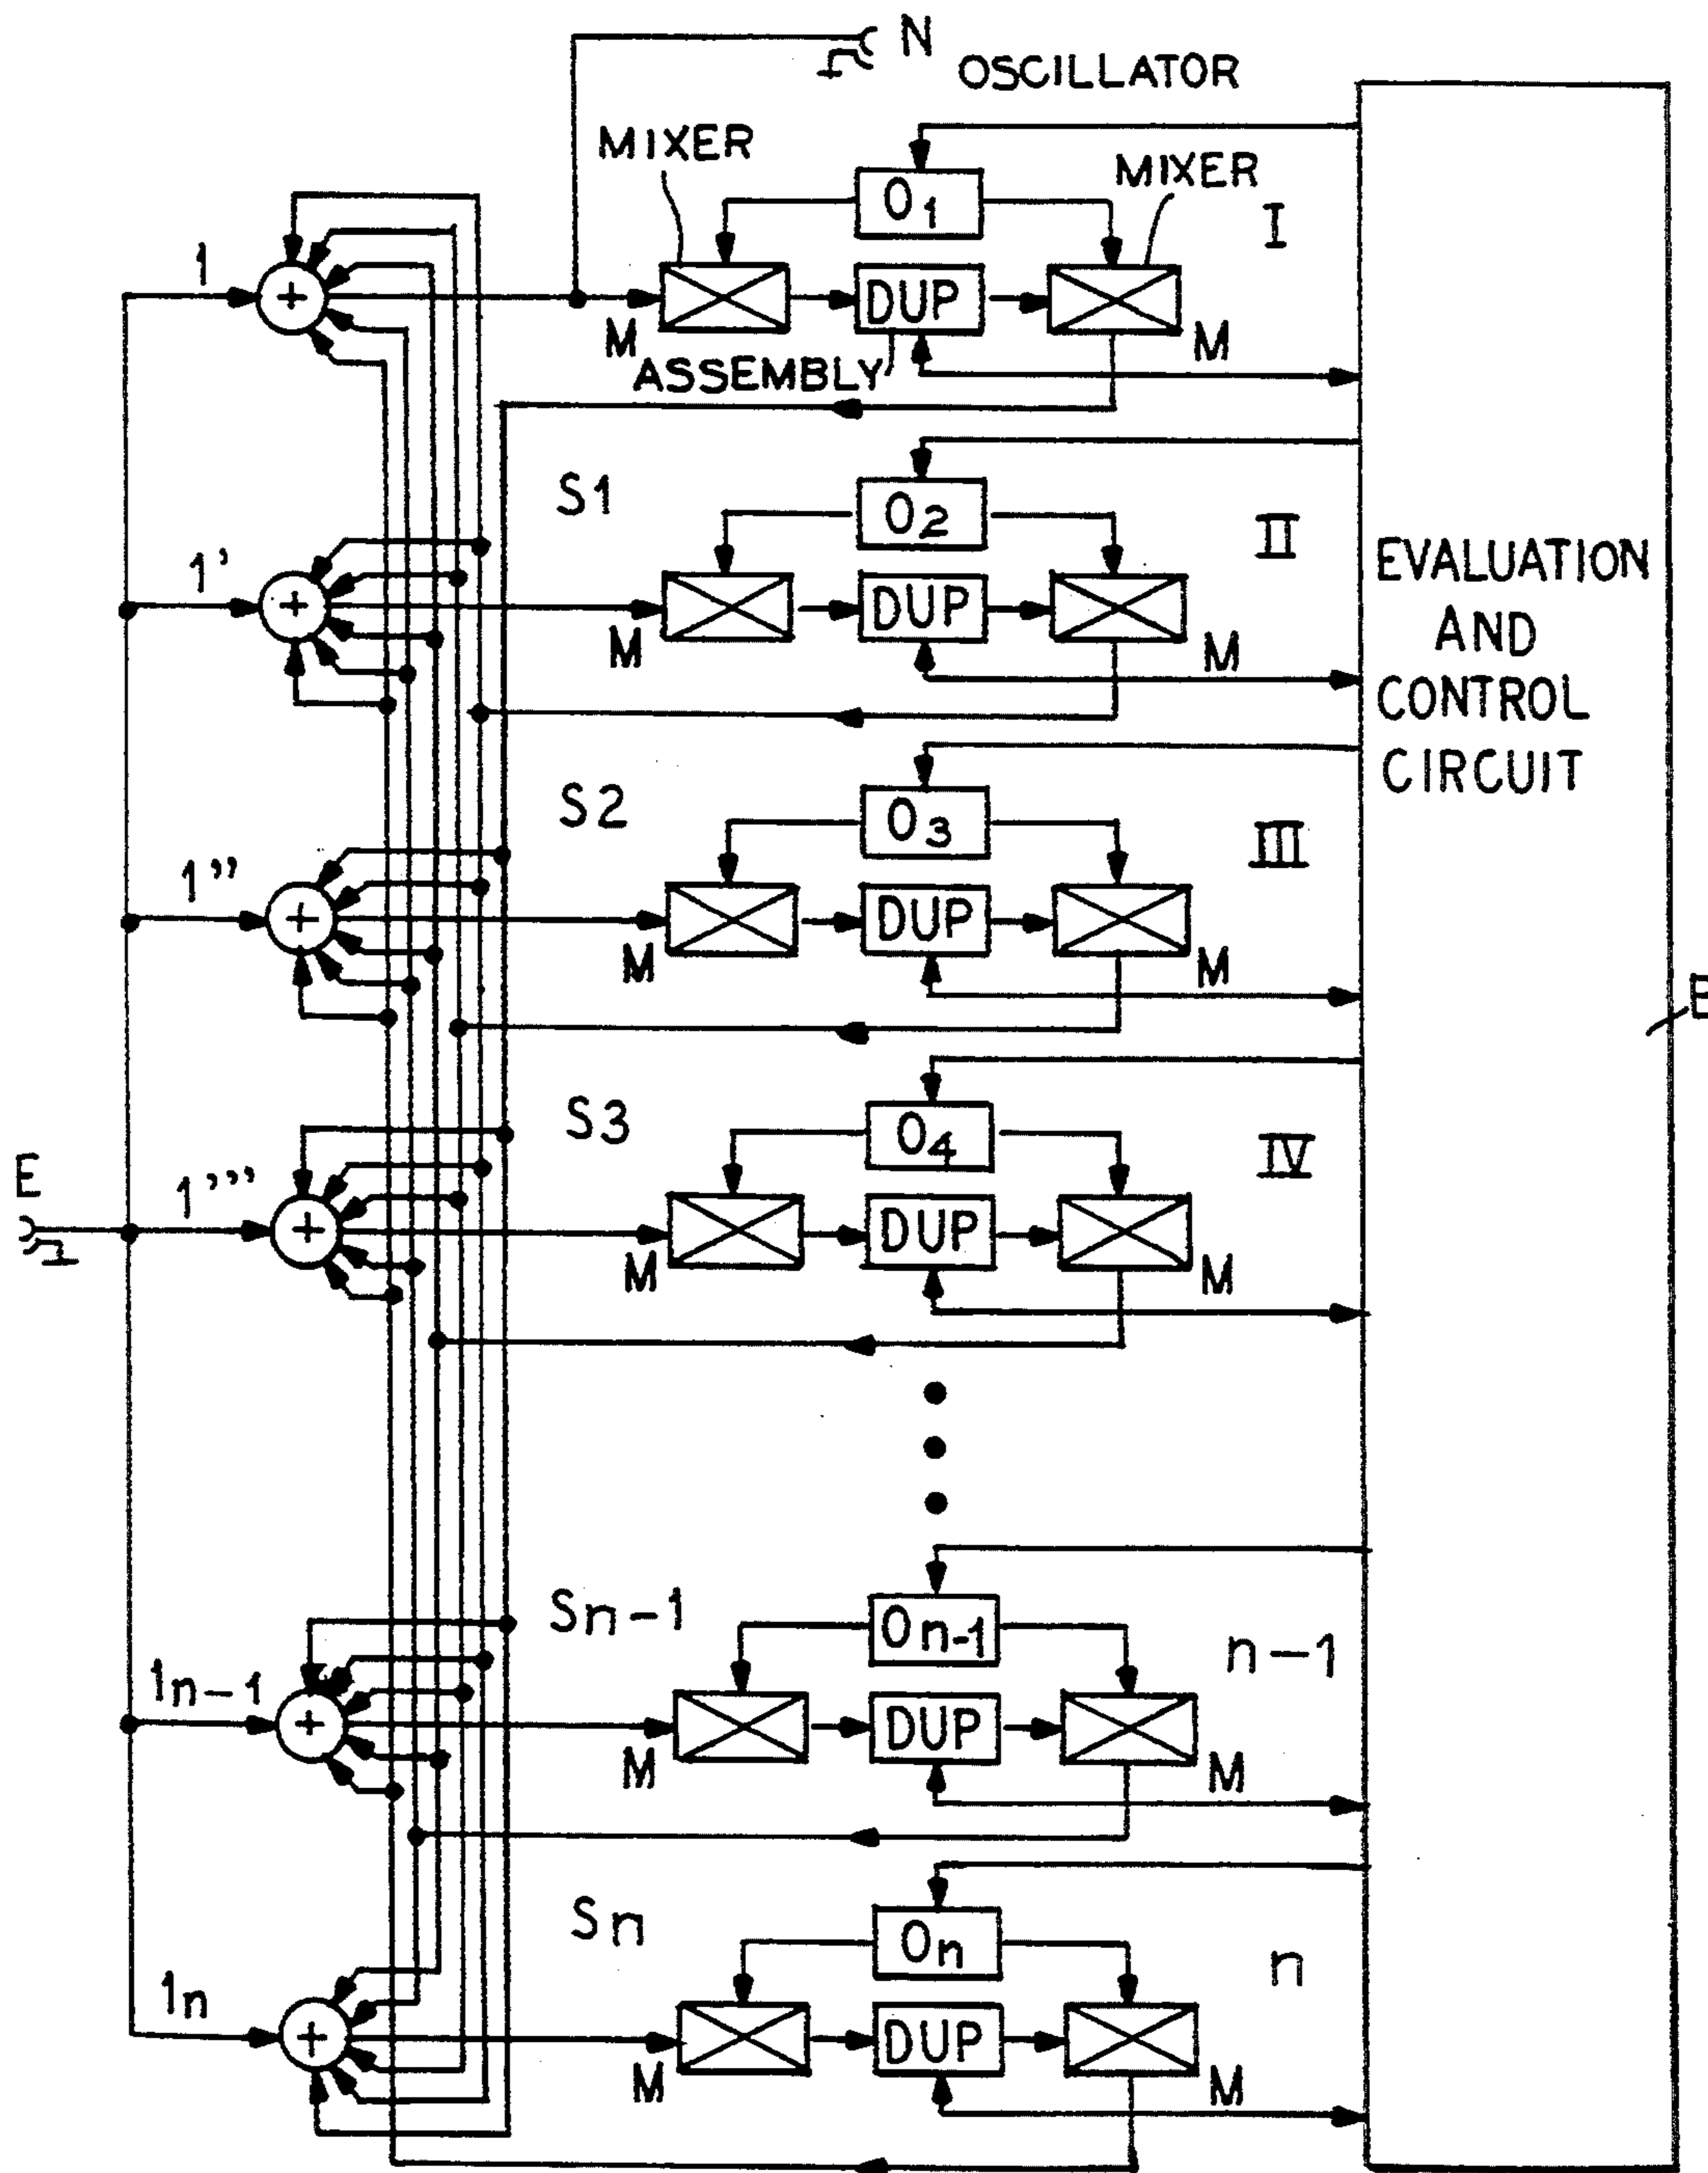 N
OSCILLATOR
MIXER
MIXER
O1
I
1
+
DUP
M
M
ASSEMBLY
S1
O2
II
EVALUATION
AND
CONTROL
CIRCUIT
1'
+
DUP
M
M
S2
O3
III
1''
+
DUP
M
M
S3
O4
IV
E
1'''
+
DUP
M
M
Sn-1
On-1
n-1
1n-1
+
DUP
M
M
Sn
On
n
1n
+
DUP
M
M